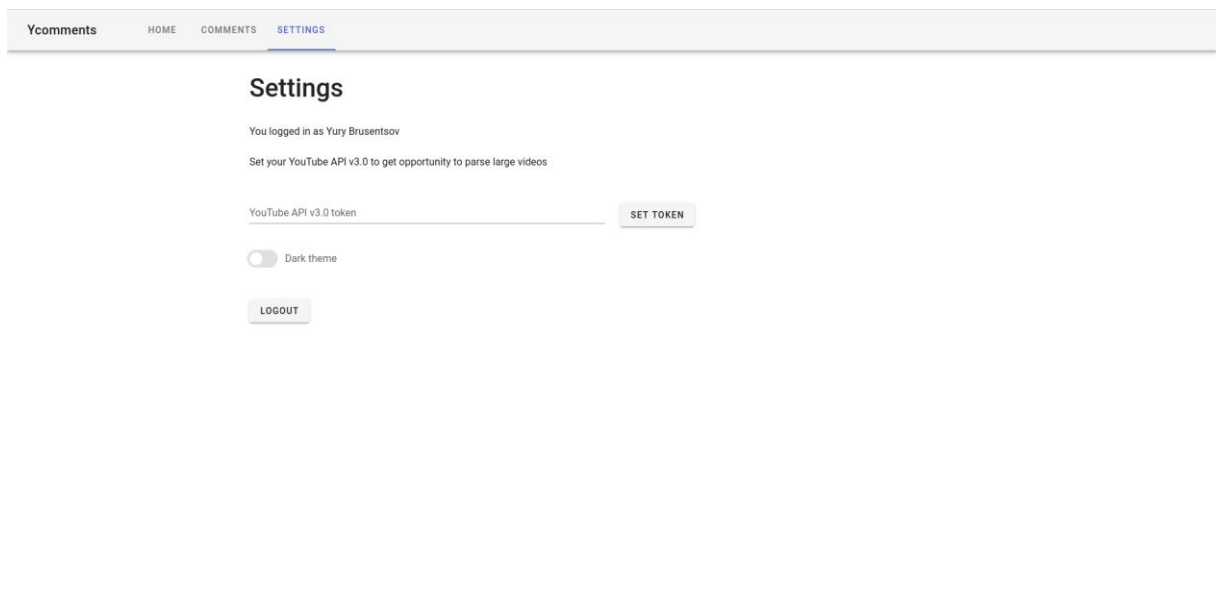 Ycomments HOME COMMENTS SETTINGS
Settings
You logged in as Yury Brusentsov
Set your YouTube API v3.0 to get opportunity to parse large videos
YouTube API v3.0 token SET TOKEN
Dark theme
LOGOUT